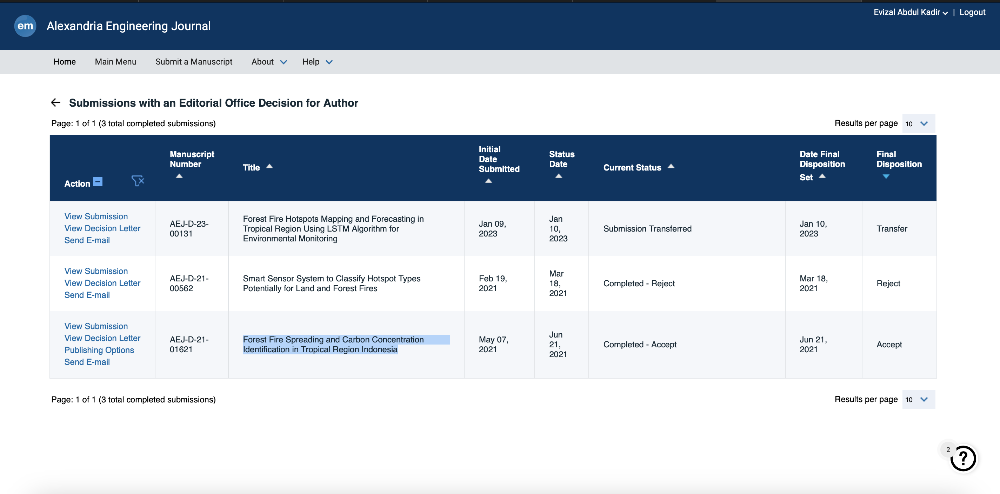 Evizal Abdul Kadir | Logout
em Alexandria Engineering Journal
Home Main Menu Submit a Manuscript About Help
Submissions with an Editorial Office Decision for Author
Page: 1 of 1 (3 total completed submissions)
Results per page 10
Action
Manuscript
Number
Title
Initial
Date
Submitted
Status
Date
Current Status
Date Final
Disposition
Set
Final
Disposition
View Submission
View Decision Letter
Send E-mail
AEJ-D-23-
00131
Forest Fire Hotspots Mapping and Forecasting in
Tropical Region Using LSTM Algorithm for
Environmental Monitoring
Jan 09,
2023
Jan
10,
2023
Submission Transferred
Jan 10,
2023
Transfer
View Submission
View Decision Letter
Send E-mail
AEJ-D-21-
00562
Smart Sensor System to Classify Hotspot Types
Potentially for Land and Forest Fires
Feb 19,
2021
Mar
18,
2021
Completed - Reject
Mar 18,
2021
Reject
View Submission
View Decision Letter
Publishing Options
Send E-mail
AEJ-D-21-
01621
Forest Fire Spreading and Carbon Concentration
Identification in Tropical Region Indonesia
May 07,
2021
Jun
21,
2021
Completed - Accept
Jun 21,
2021
Accept
Page: 1 of 1 (3 total completed submissions)
Results per page 10
2
?